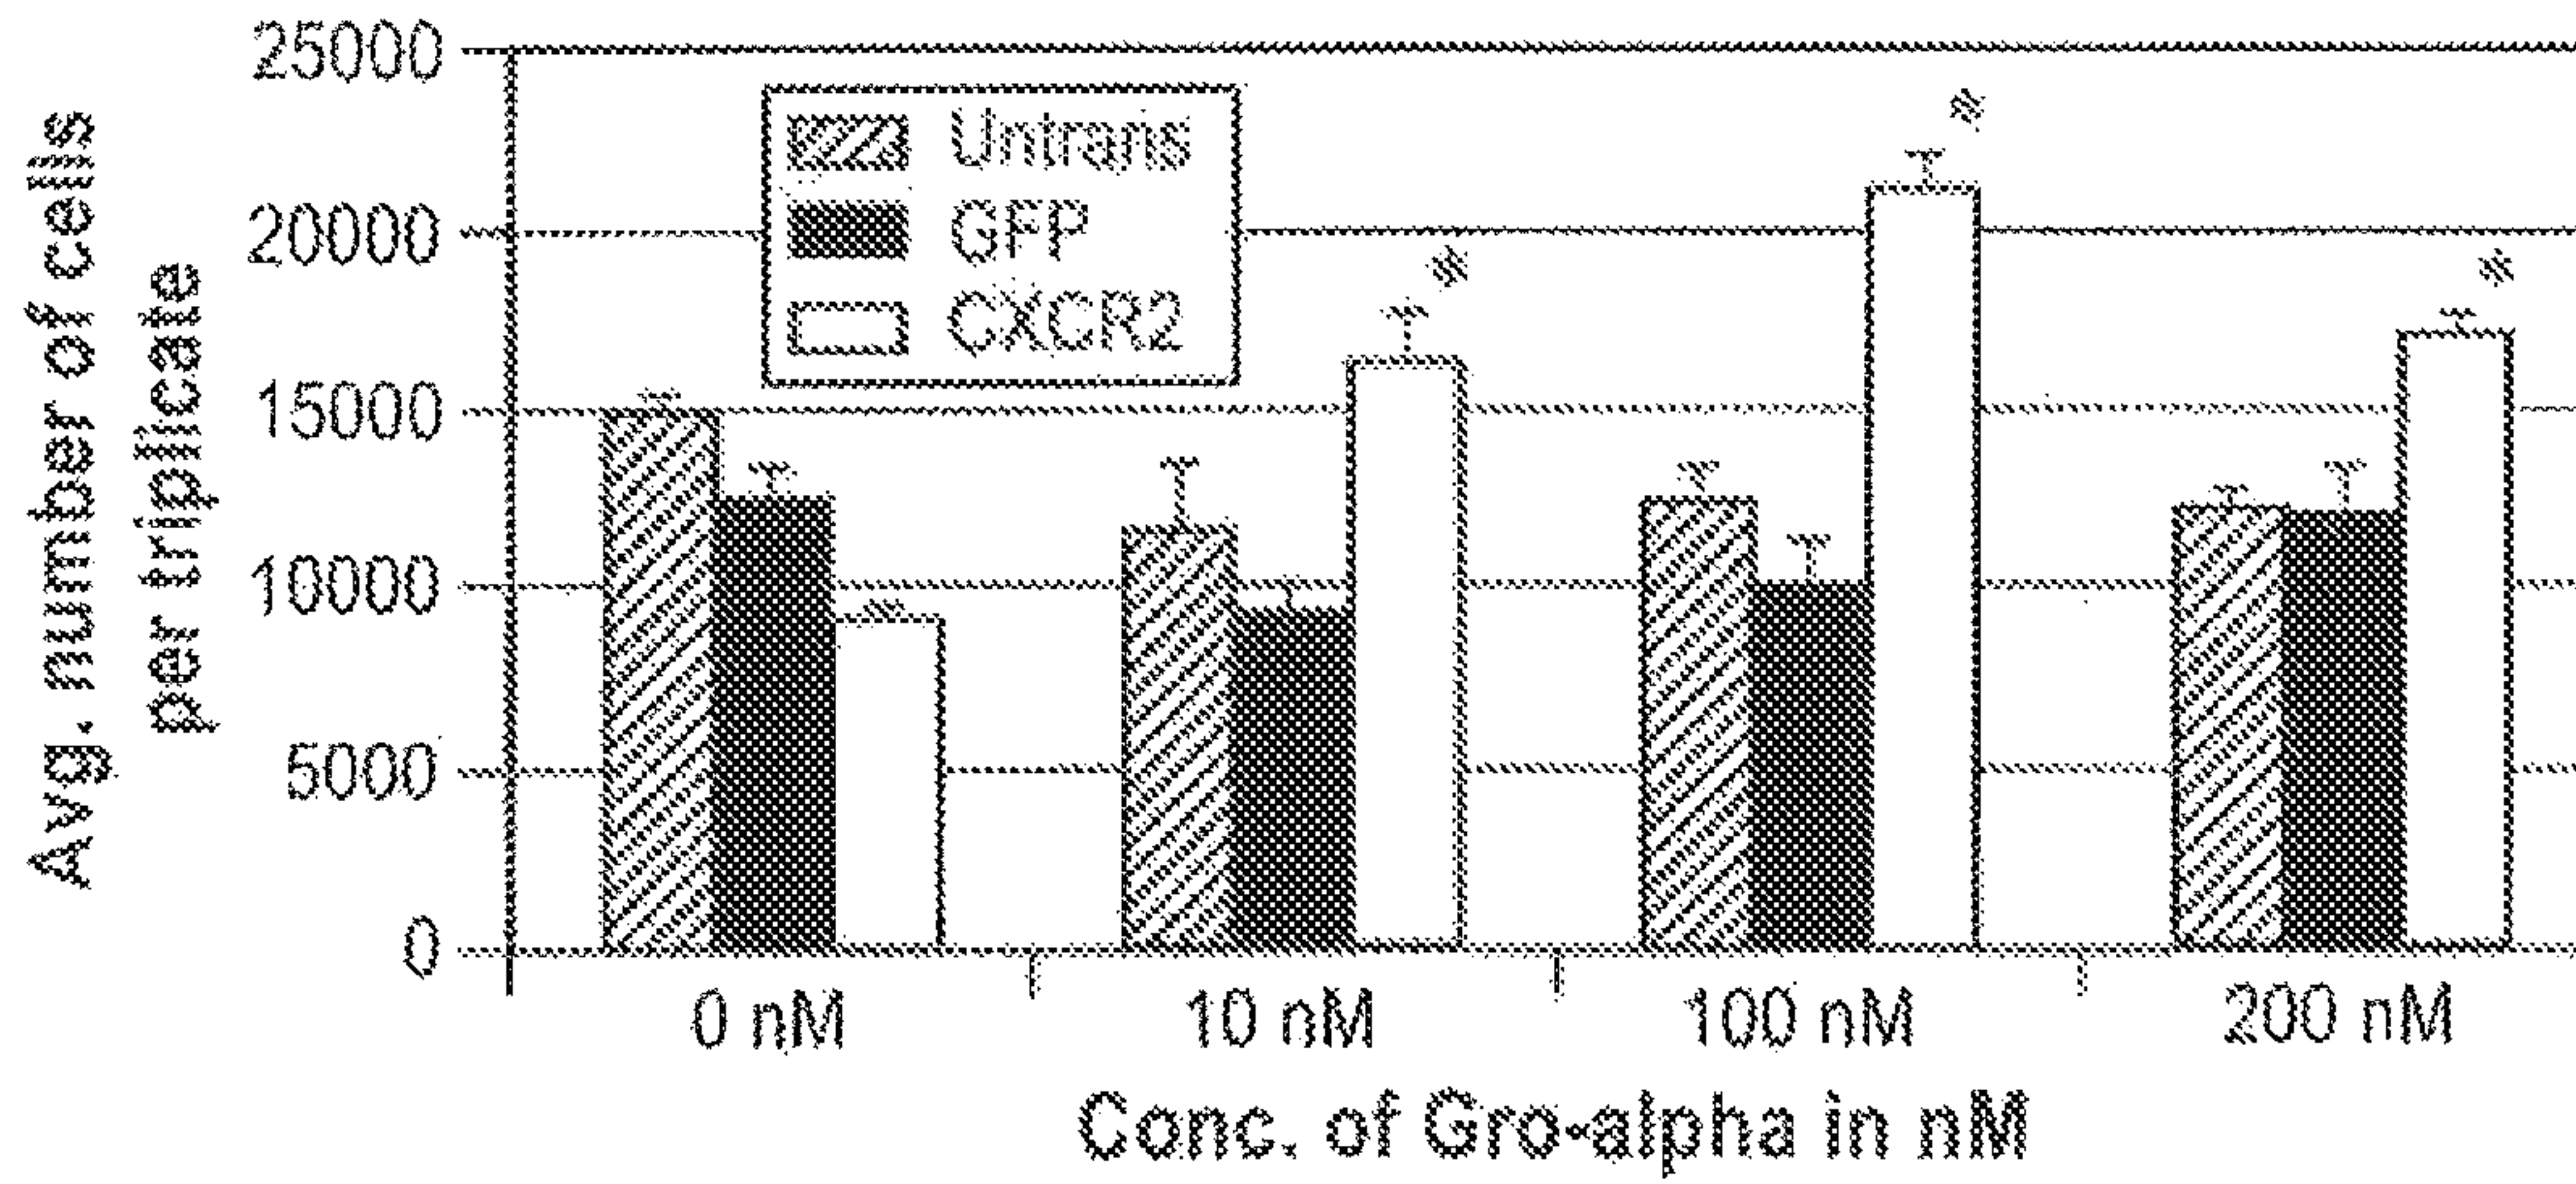 Avg. number of cells
per triplicate
25000
20000
15000
10000
5000
0
Untrans
GFP
CXCR2
*
*
*
0 nM
10 nM
100 nM
200 nM
Conc. of Gro-alpha in nM